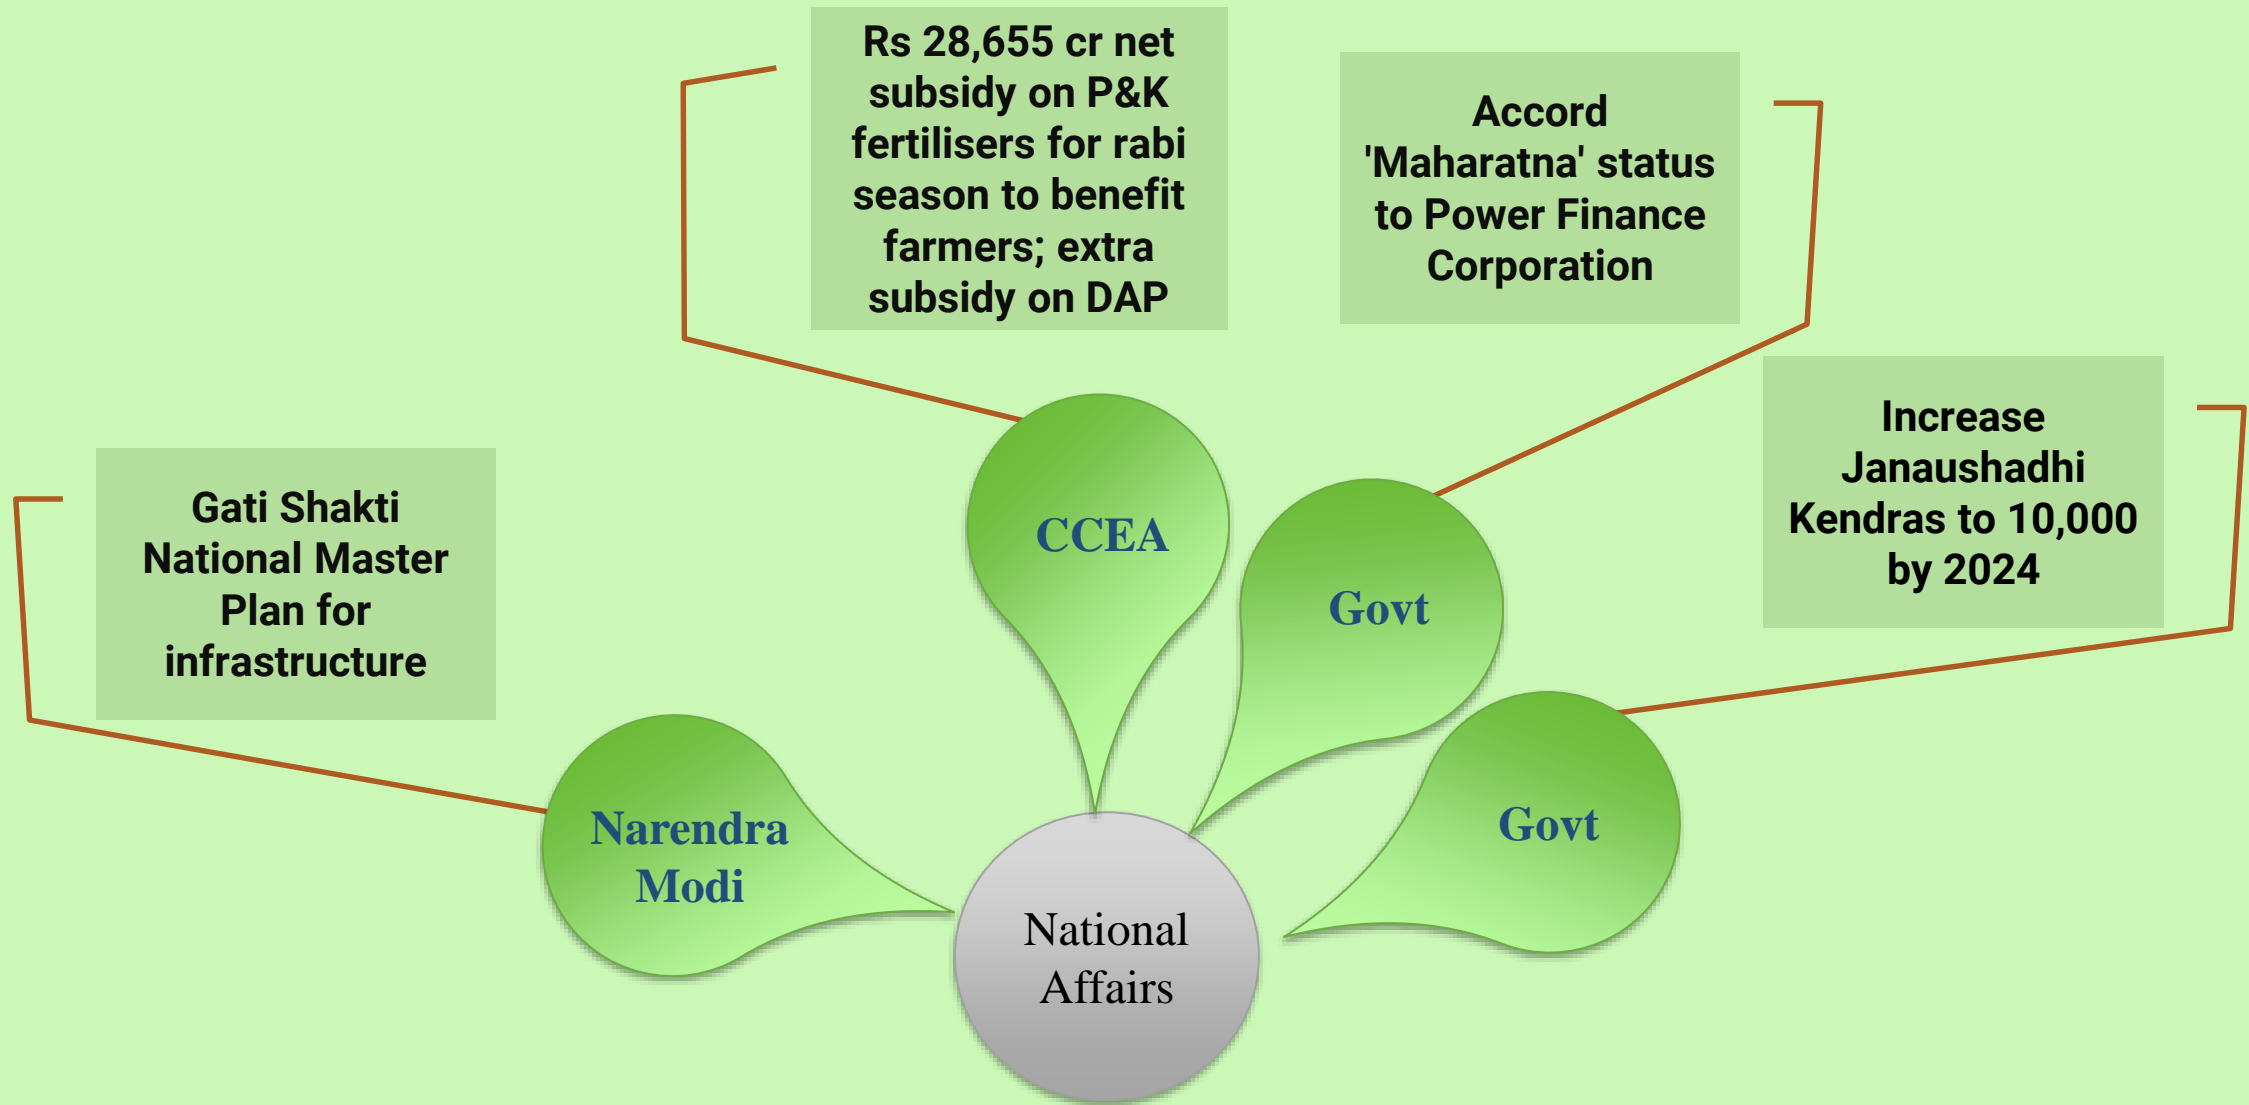 Rs 28,655 cr net
subsidy on P&K
fertilisers for rabi
season to benefit
farmers; extra
subsidy on DAP
Accord
'Maharatna' status
to Power Finance
Corporation
Increase
Janaushadhi
Kendras to 10,000
by 2024
Gati Shakti
National Master
Plan for
infrastructure
CCEA
Govt
Govt
Narendra
Modi
National
Affairs